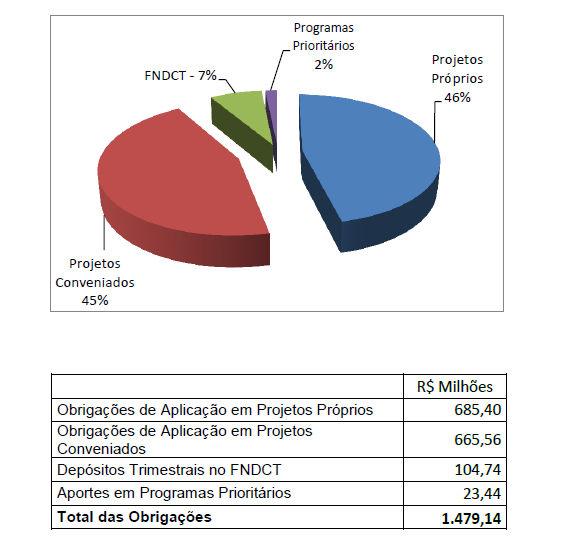 Programas
Prioritários
2%
FNDCT - 7%
Projetos
Próprios
46%
Projetos
Conveniados
45%
R$ Milhões
Obrigações de Aplicação em Projetos Próprios 685,40
Obrigações de Aplicação em Projetos
Conveniados 665,56
Depósitos Trimestrais no FNDCT 104,74
Aportes em Programas Prioritários 23,44
Total das Obrigações 1.479,14